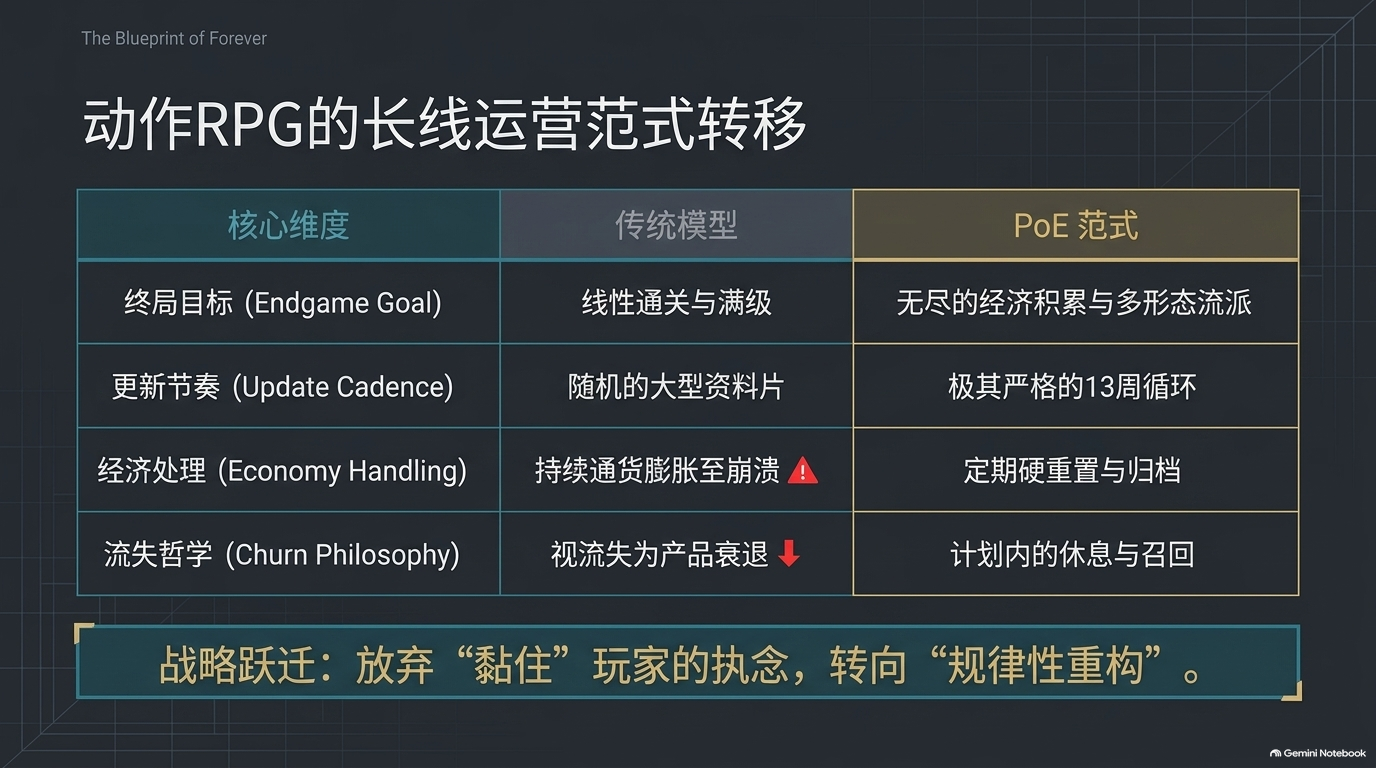 The Blueprint of Forever
动作RPG的长线运营范式转移
核心维度 传统模型 PoE 范式
终局目标 (Endgame Goal) 线性通关与满级 无尽的经济积累与多形态流派
更新节奏 (Update Cadence) 随机的大型资料片 极其严格的13周循环
经济处理 (Economy Handling) 持续通货膨胀至崩溃 定期硬重置与归档
流失哲学 (Churn Philosophy) 视流失为产品衰退 计划内的休息与召回
战略跃迁：放弃“黏住”玩家的执念，转向“规律性重构”。
Gemini Notebook